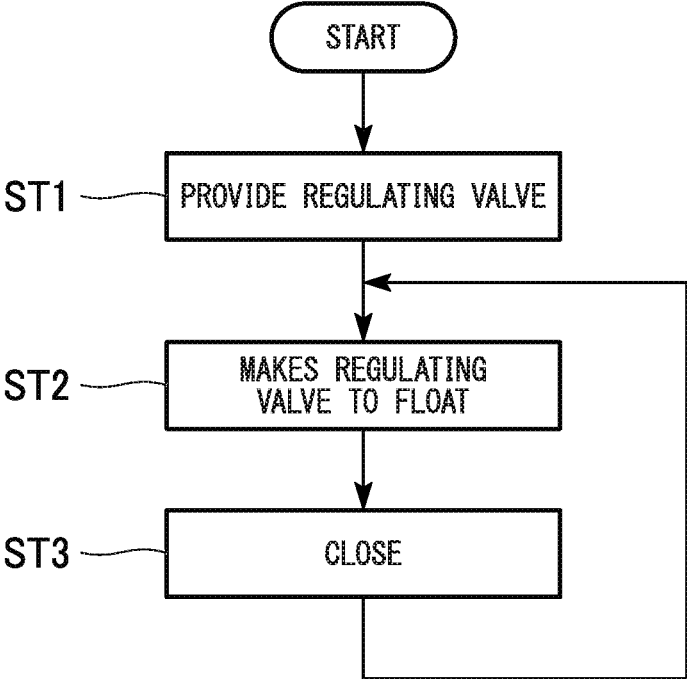 START
ST1
PROVIDE REGULATING VALVE
ST2
MAKES REGULATING
VALVE TO FLOAT
ST3
CLOSE